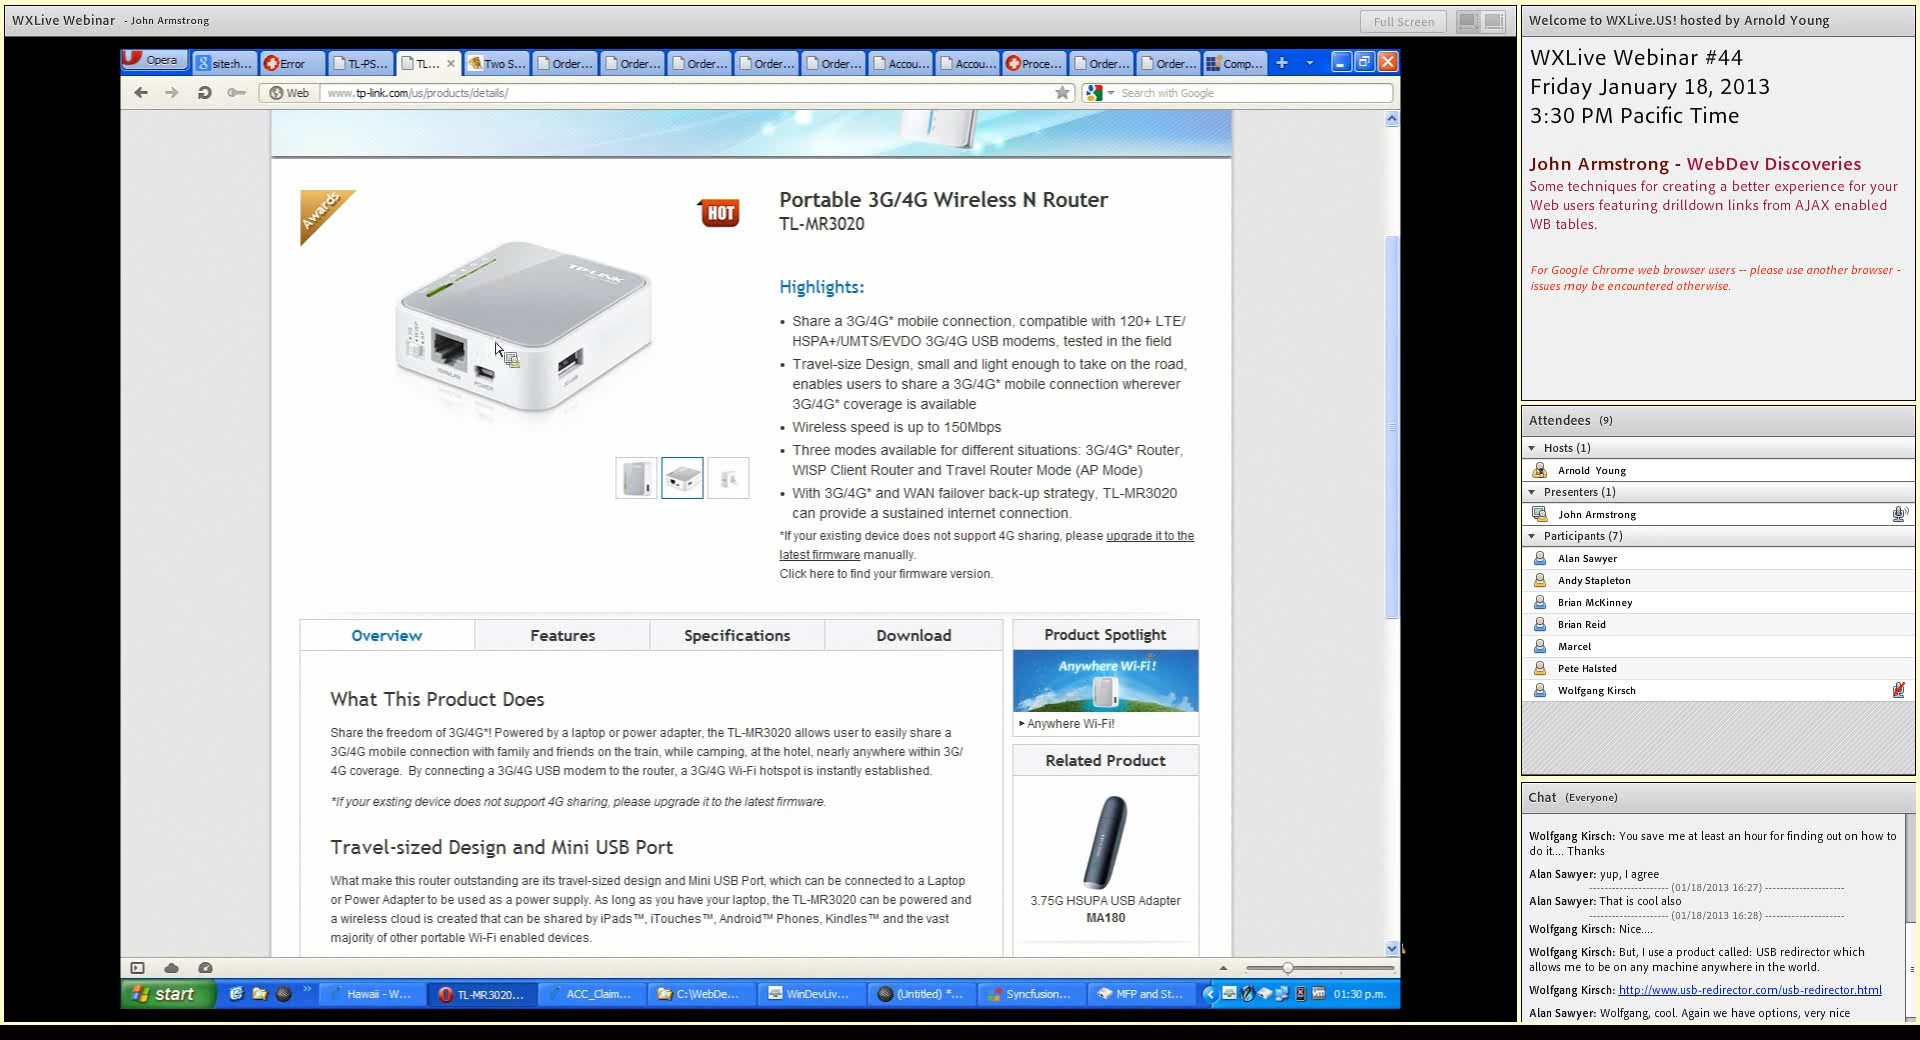 WXLive Webinar - John Armstrong
Full Screen
Opera
site:h...
Error
TL-PS...
TL...
Two S...
Order...
Order...
Order...
Order...
Order...
Accou...
Accou...
Proce...
Order...
Order...
Comp...
Web
www.tp-link.com/us/products/details/
Search with Google
Awards
HOT
TP-LINK
Portable 3G/4G Wireless N Router
TL-MR3020
Highlights:
• Share a 3G/4G* mobile connection, compatible with 120+ LTE/
HSPA+/UMTS/EVDO 3G/4G USB modems, tested in the field
• Travel-size Design, small and light enough to take on the road,
enables users to share a 3G/4G* mobile connection wherever
3G/4G* coverage is available
• Wireless speed is up to 150Mbps
• Three modes available for different situations: 3G/4G* Router,
WISP Client Router and Travel Router Mode (AP Mode)
• With 3G/4G* and WAN failover back-up strategy, TL-MR3020
can provide a sustained internet connection.
*If your existing device does not support 4G sharing, please upgrade it to the
latest firmware manually.
Click here to find your firmware version.
Overview
Features
Specifications
Download
What This Product Does
Share the freedom of 3G/4G*! Powered by a laptop or power adapter, the TL-MR3020 allows user to easily share a
3G/4G mobile connection with family and friends on the train, while camping, at the hotel, nearly anywhere within 3G/
4G coverage. By connecting a 3G/4G USB modem to the router, a 3G/4G Wi-Fi hotspot is instantly established.
*If your exsting device does not support 4G sharing, please upgrade it to the latest firmware.
Travel-sized Design and Mini USB Port
What make this router outstanding are its travel-sized design and Mini USB Port, which can be connected to a Laptop
or Power Adapter to be used as a power supply. As long as you have your laptop, the TL-MR3020 can be powered and
a wireless cloud is created that can be shared by iPads™, iTouches™, Android™ Phones, Kindles™ and the vast
majority of other portable Wi-Fi enabled devices.
Product Spotlight
Anywhere Wi-Fi!
Anywhere Wi-Fi!
Related Product
3.75G HSUPA USB Adapter
MA180
start
Hawaii - W...
TL-MR3020...
ACC_Claim...
C:\WebDe...
WinDevLiv...
(Untitled) *...
Syncfusion...
MFP and St...
01:30 p.m.
Welcome to WXLive.US! hosted by Arnold Young
WXLive Webinar #44
Friday January 18, 2013
3:30 PM Pacific Time
John Armstrong - WebDev Discoveries
Some techniques for creating a better experience for your
Web users featuring drilldown links from AJAX enabled
WB tables.
For Google Chrome web browser users -- please use another browser -
issues may be encountered otherwise.
Attendees (9)
Hosts (1)
Arnold Young
Presenters (1)
John Armstrong
Participants (7)
Alan Sawyer
Andy Stapleton
Brian McKinney
Brian Reid
Marcel
Pete Halsted
Wolfgang Kirsch
Chat (Everyone)
Wolfgang Kirsch: You save me at least an hour for finding out on how to
do it.... Thanks
Alan Sawyer: yup, I agree
-------------------- (01/18/2013 16:27) --------------------
Alan Sawyer: That is cool also
-------------------- (01/18/2013 16:28) --------------------
Wolfgang Kirsch: Nice....
Wolfgang Kirsch: But, I use a product called: USB redirector which
allows me to be on any machine anywhere in the world.
Wolfgang Kirsch: http://www.usb-redirector.com/usb-redirector.html
Alan Sawyer: Wolfgang, cool. Again we have options, very nice